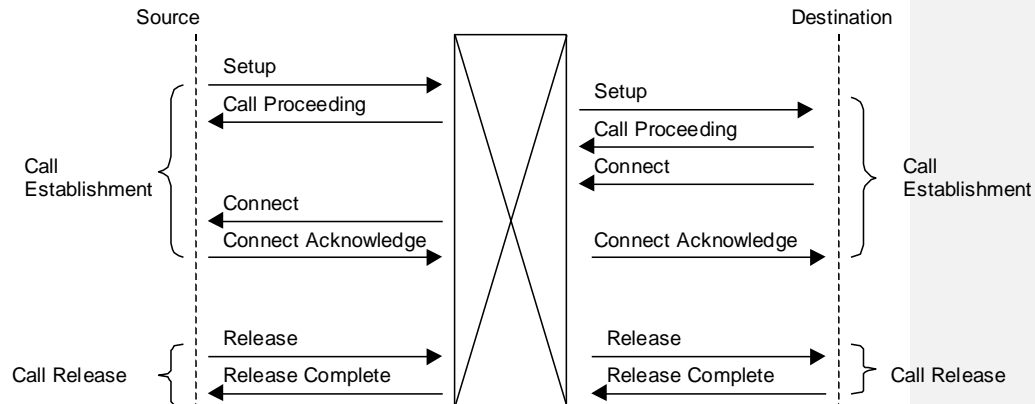 Source
Destination
Setup
Call Proceeding
Setup
Call Proceeding
Connect
Call
Establishment
Call
Establishment
Connect
Connect Acknowledge
Connect Acknowledge
Release
Release
Call Release
Release Complete
Release Complete
Call Release